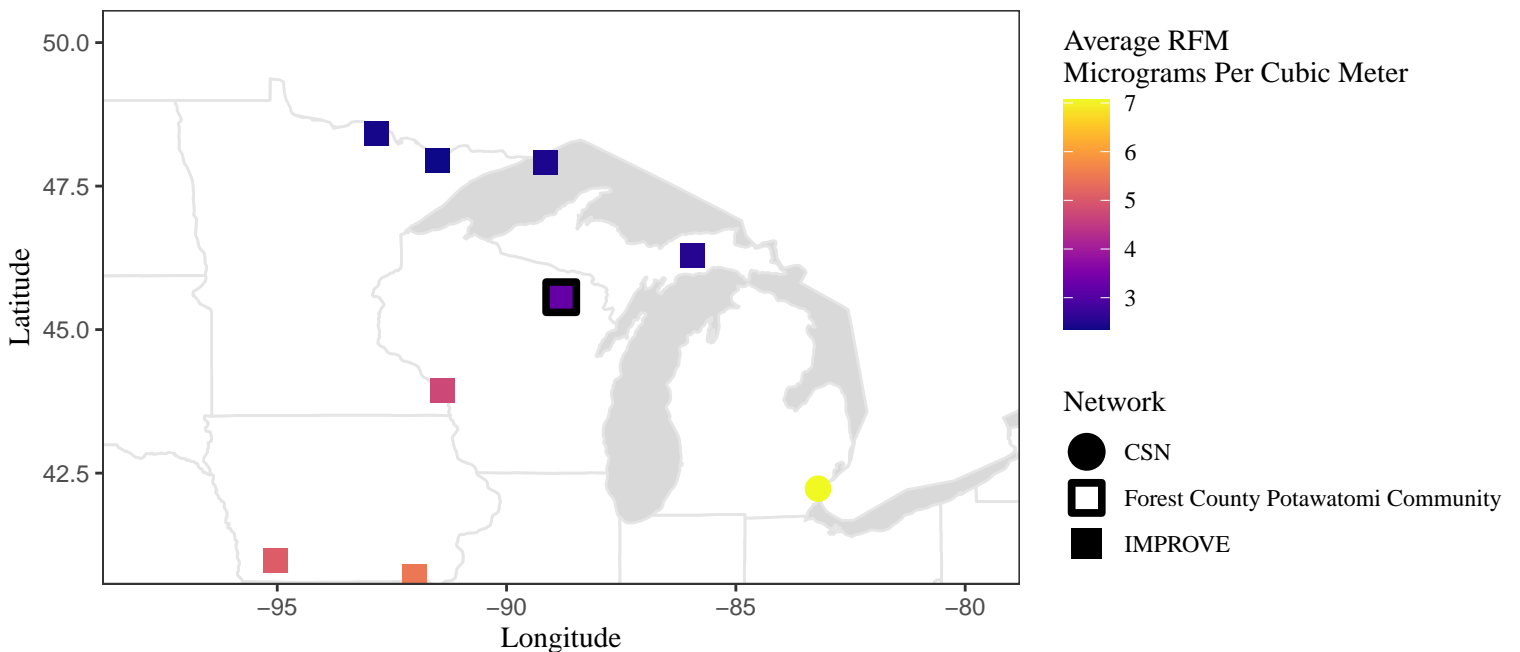 50.0
47.5
45.0
42.5
Latitude
−95
−90
−85
−80
Longitude
Average RFM
Micrograms Per Cubic Meter
7
6
5
4
3
Network
CSN
Forest County Potawatomi Community
IMPROVE